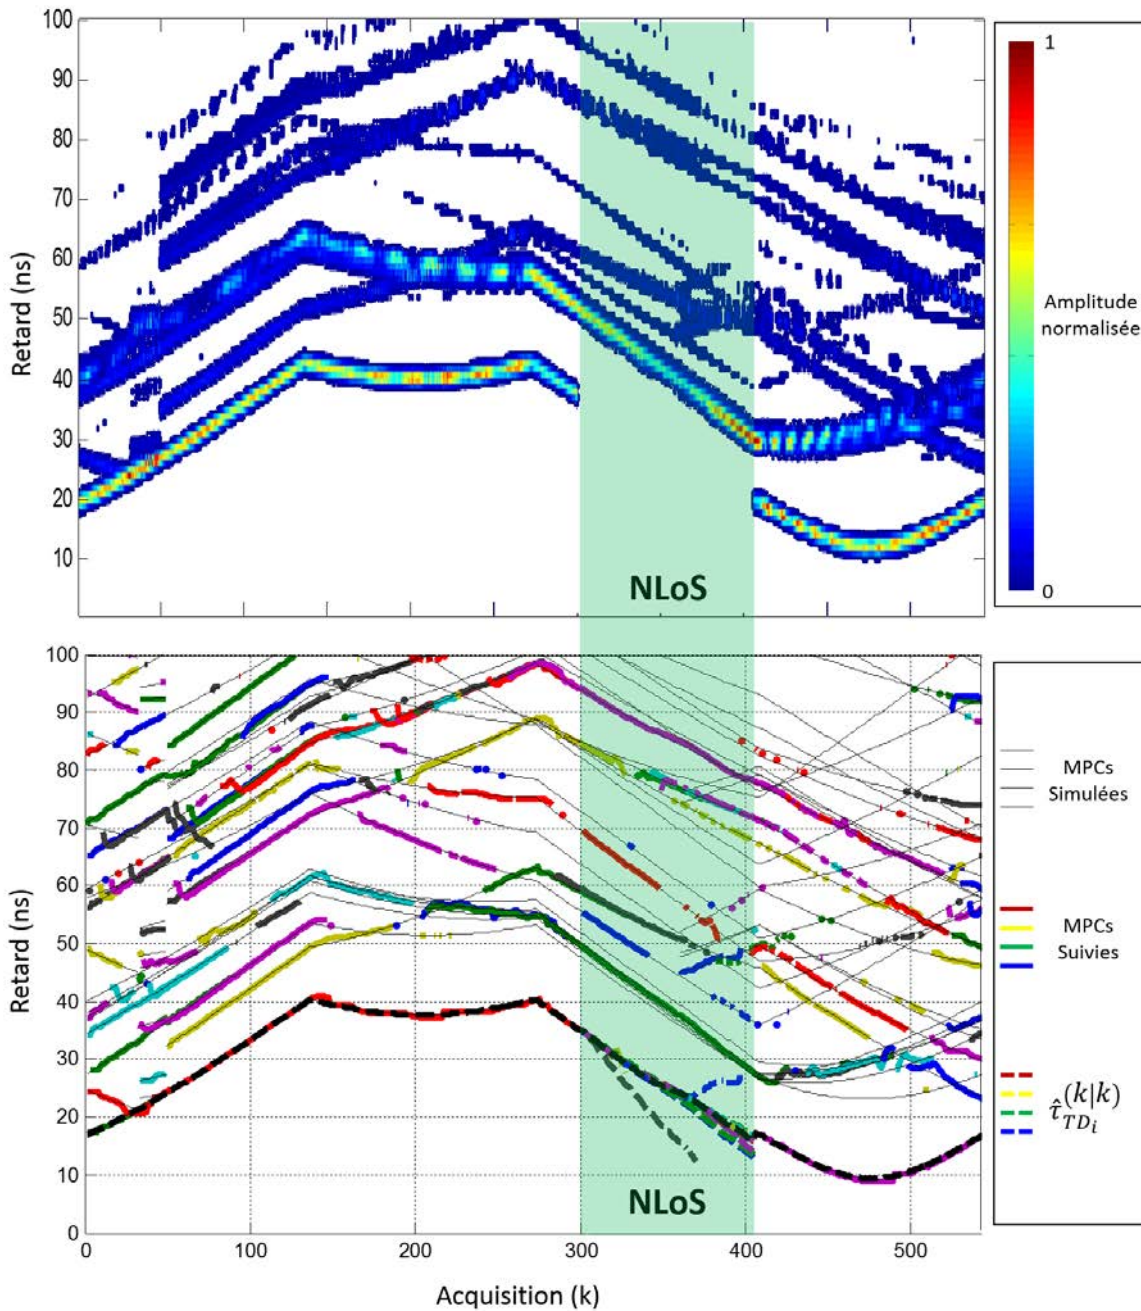 100
90
80
70
60
50
40
30
20
10
Retard (ns)
NLoS
1
Amplitude
normalisée
0
100
90
80
70
60
50
40
30
20
10
0
Retard (ns)
0 100 200 300 400 500
Acquisition (k)
NLoS
MPCs
Simulées
MPCs
Suivies
τ̂_{TD_i}^{(k|k)}